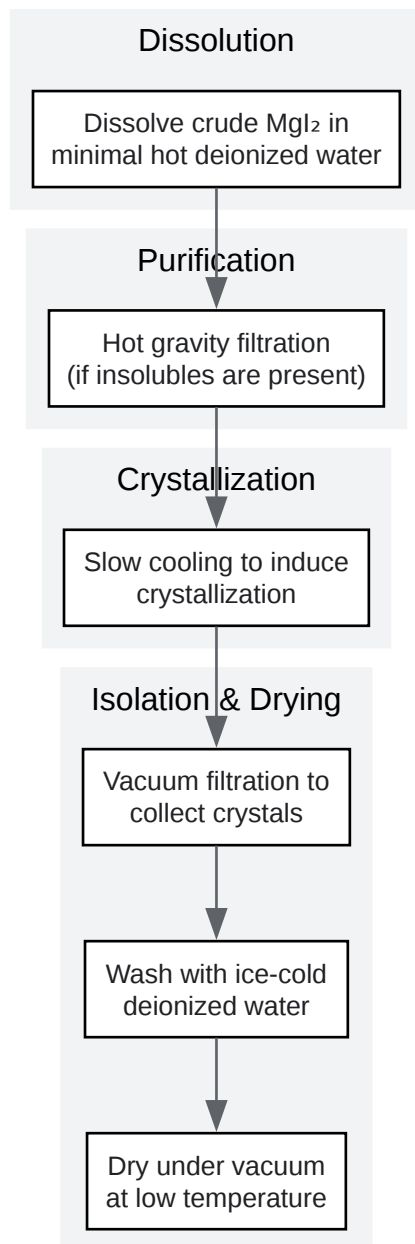 Dissolution
Dissolve crude MgI₂ in
minimal hot deionized water
Purification
Hot gravity filtration
(if insolubles are present)
Crystallization
Slow cooling to induce
crystallization
Isolation & Drying
Vacuum filtration to
collect crystals
Wash with ice-cold
deionized water
Dry under vacuum
at low temperature